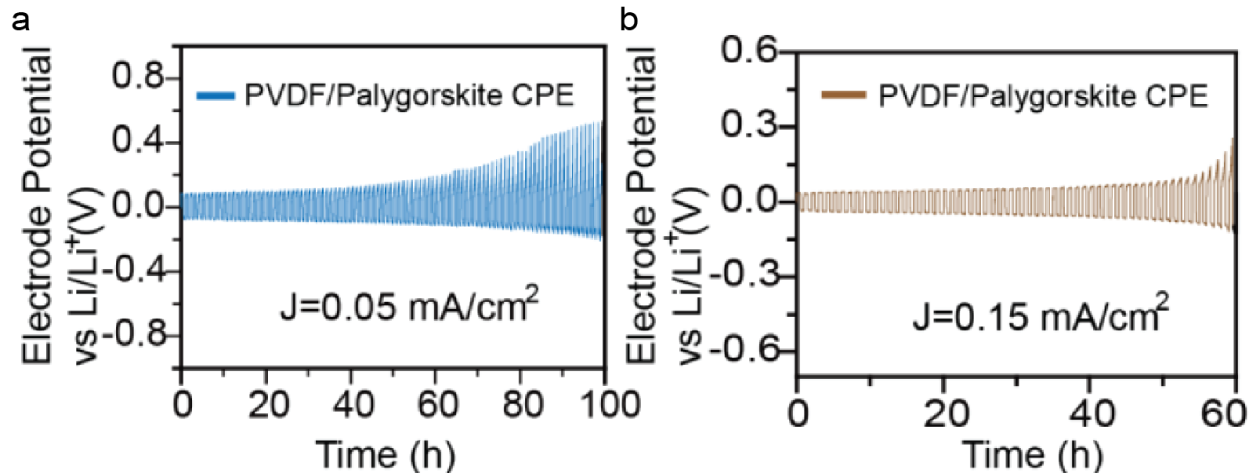 a
Electrode Potential
vs Li/Li⁺(V)
0.8
0.4
0.0
-0.4
-0.8
PVDF/Palygorskite CPE
J=0.05 mA/cm²
0 20 40 60 80 100
Time (h)
b
Electrode Potential
vs Li/Li⁺(V)
0.6
0.3
0.0
-0.3
-0.6
PVDF/Palygorskite CPE
J=0.15 mA/cm²
0 20 40 60
Time (h)